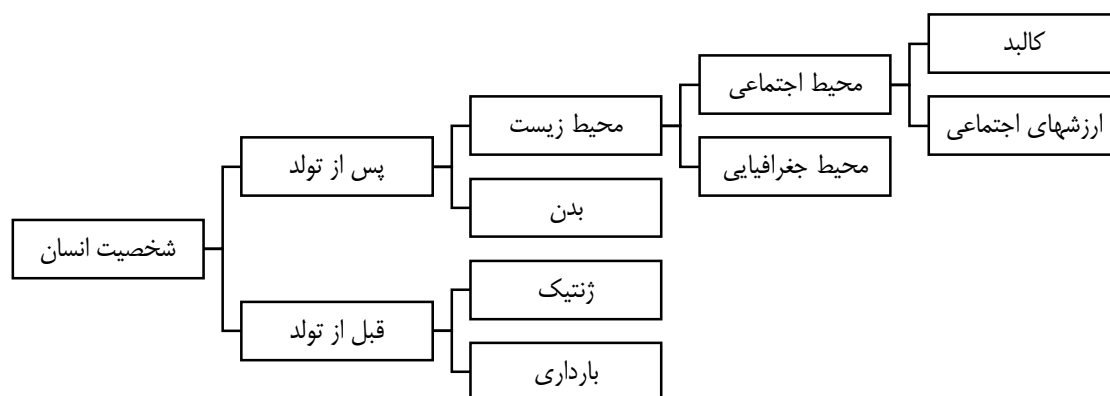 کالبد
محیط اجتماعی
ارزشهای اجتماعی
محیط زیست
پس از تولد
محیط جغرافیایی
بدن
شخصیت انسان
ژنتیک
قبل از تولد
بارداری